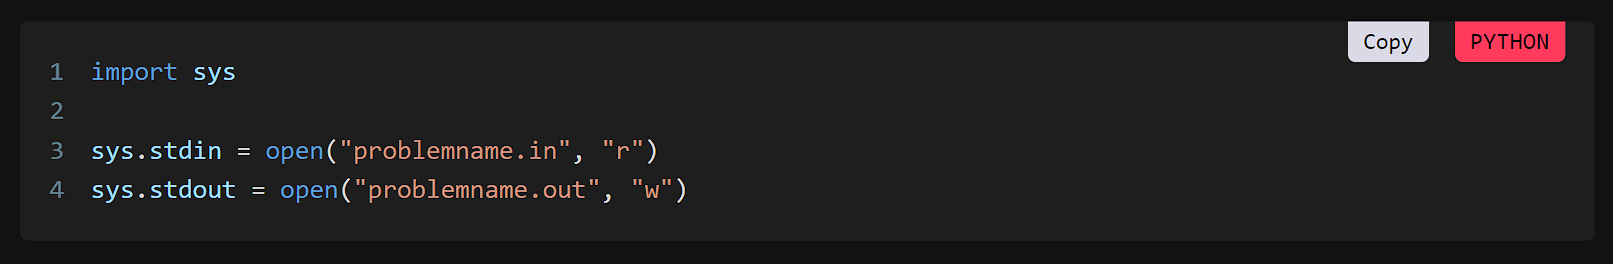 Copy PYTHON
1 import sys
2
3 sys.stdin = open("problemname.in", "r")
4 sys.stdout = open("problemname.out", "w")